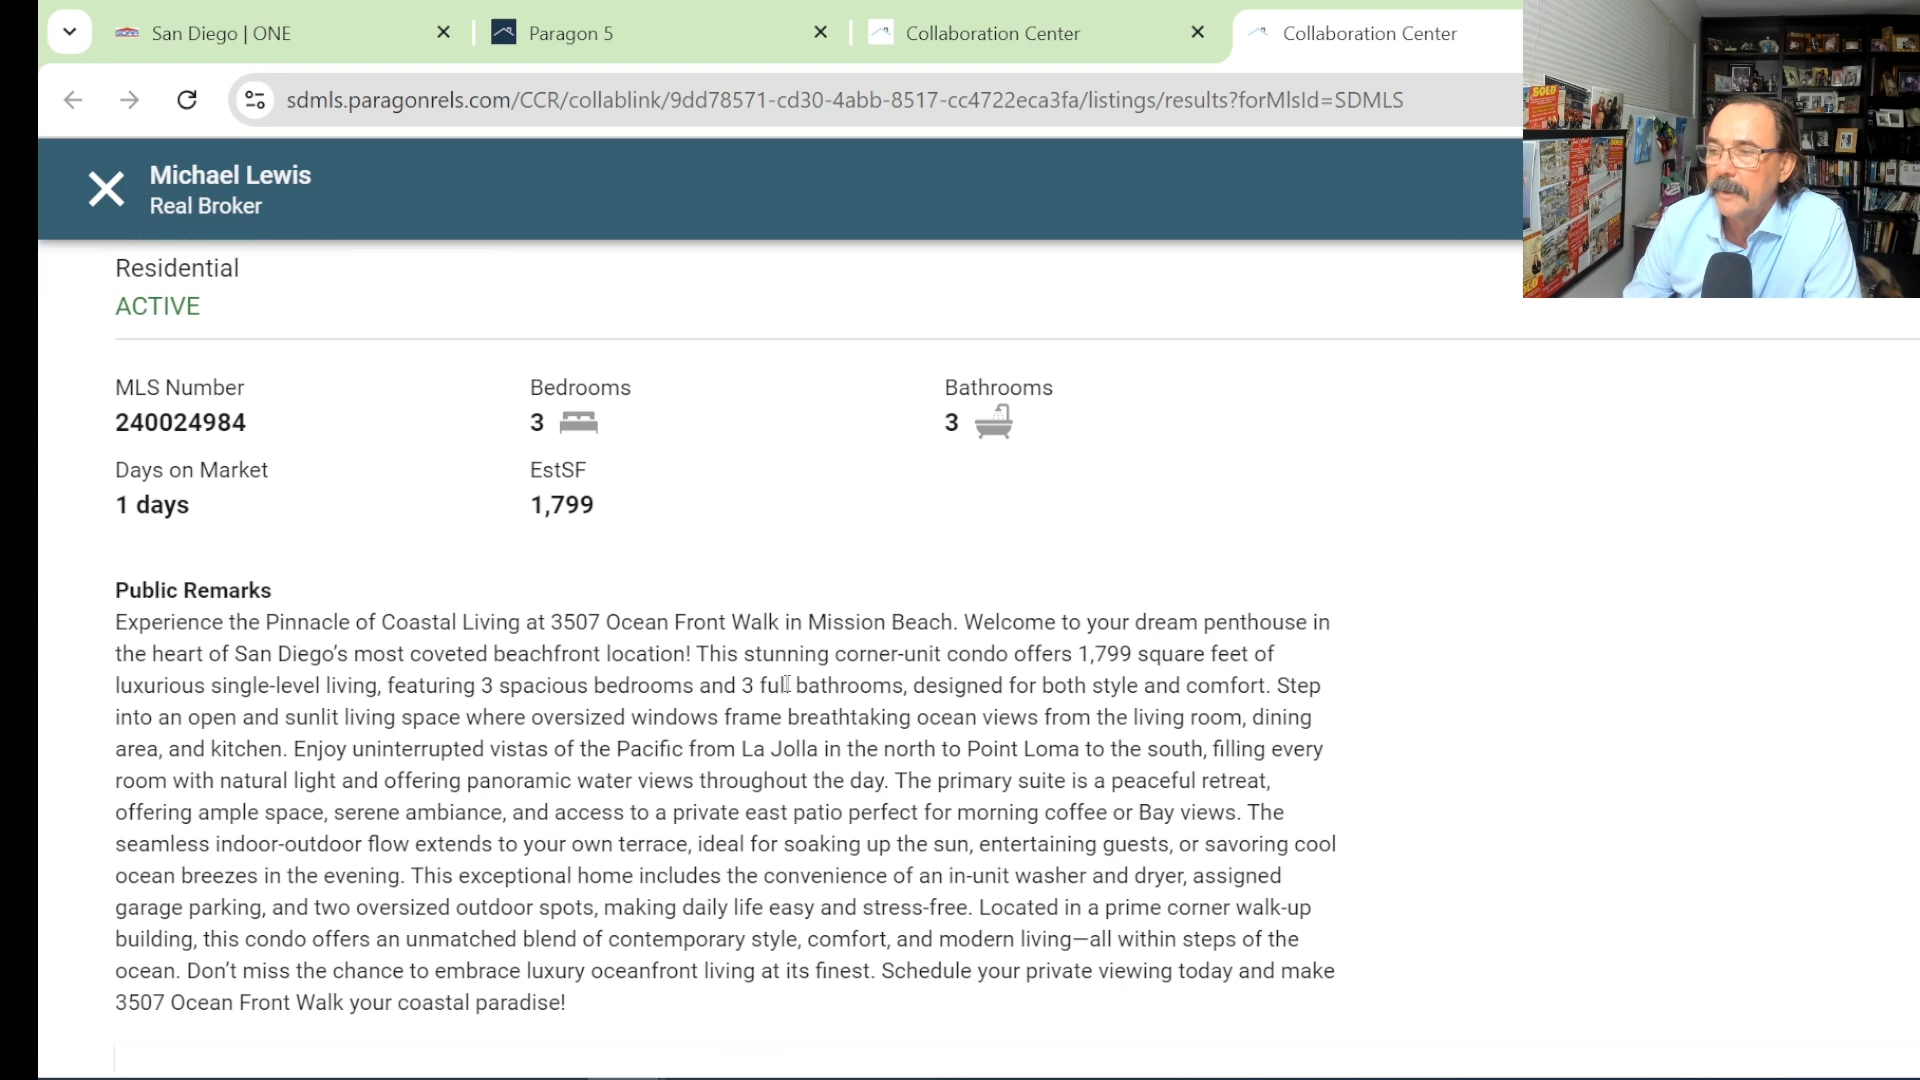 San Diego | ONE
Paragon 5
Collaboration Center
Collaboration Center
sdmls.paragonrels.com/CCR/collablink/9dd78571-cd30-4abb-8517-cc4722eca3fa/listings/results?forMlsId=SDMLS
Michael Lewis
Real Broker
SOLD
SOLD
Residential
ACTIVE
MLS Number
Bedrooms
Bathrooms
240024984
3
3
Days on Market
EstSF
1 days
1,799
Public Remarks
Experience the Pinnacle of Coastal Living at 3507 Ocean Front Walk in Mission Beach. Welcome to your dream penthouse in
the heart of San Diego’s most coveted beachfront location! This stunning corner-unit condo offers 1,799 square feet of
luxurious single-level living, featuring 3 spacious bedrooms and 3 full bathrooms, designed for both style and comfort. Step
into an open and sunlit living space where oversized windows frame breathtaking ocean views from the living room, dining
area, and kitchen. Enjoy uninterrupted vistas of the Pacific from La Jolla in the north to Point Loma to the south, filling every
room with natural light and offering panoramic water views throughout the day. The primary suite is a peaceful retreat,
offering ample space, serene ambiance, and access to a private east patio perfect for morning coffee or Bay views. The
seamless indoor-outdoor flow extends to your own terrace, ideal for soaking up the sun, entertaining guests, or savoring cool
ocean breezes in the evening. This exceptional home includes the convenience of an in-unit washer and dryer, assigned
garage parking, and two oversized outdoor spots, making daily life easy and stress-free. Located in a prime corner walk-up
building, this condo offers an unmatched blend of contemporary style, comfort, and modern living—all within steps of the
ocean. Don’t miss the chance to embrace luxury oceanfront living at its finest. Schedule your private viewing today and make
3507 Ocean Front Walk your coastal paradise!